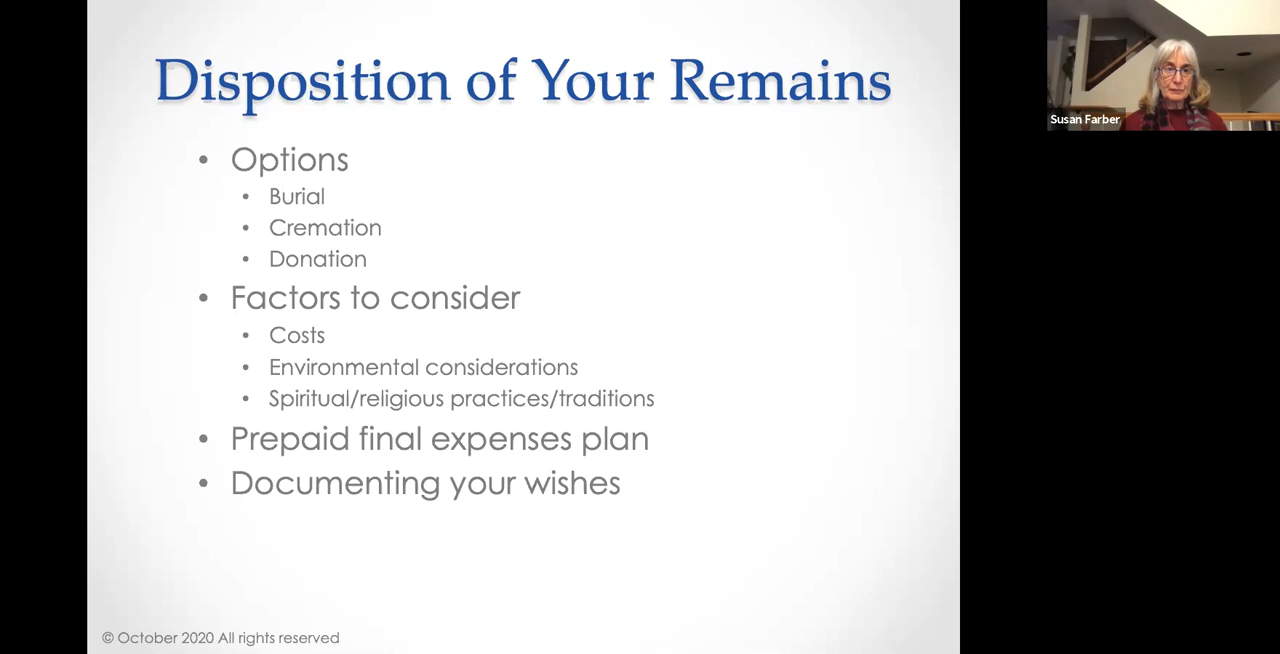 Disposition of Your Remains
• Options
• Burial
• Cremation
• Donation
• Factors to consider
• Costs
• Environmental considerations
• Spiritual/religious practices/traditions
• Prepaid final expenses plan
• Documenting your wishes
© October 2020 All rights reserved
Susan Farber